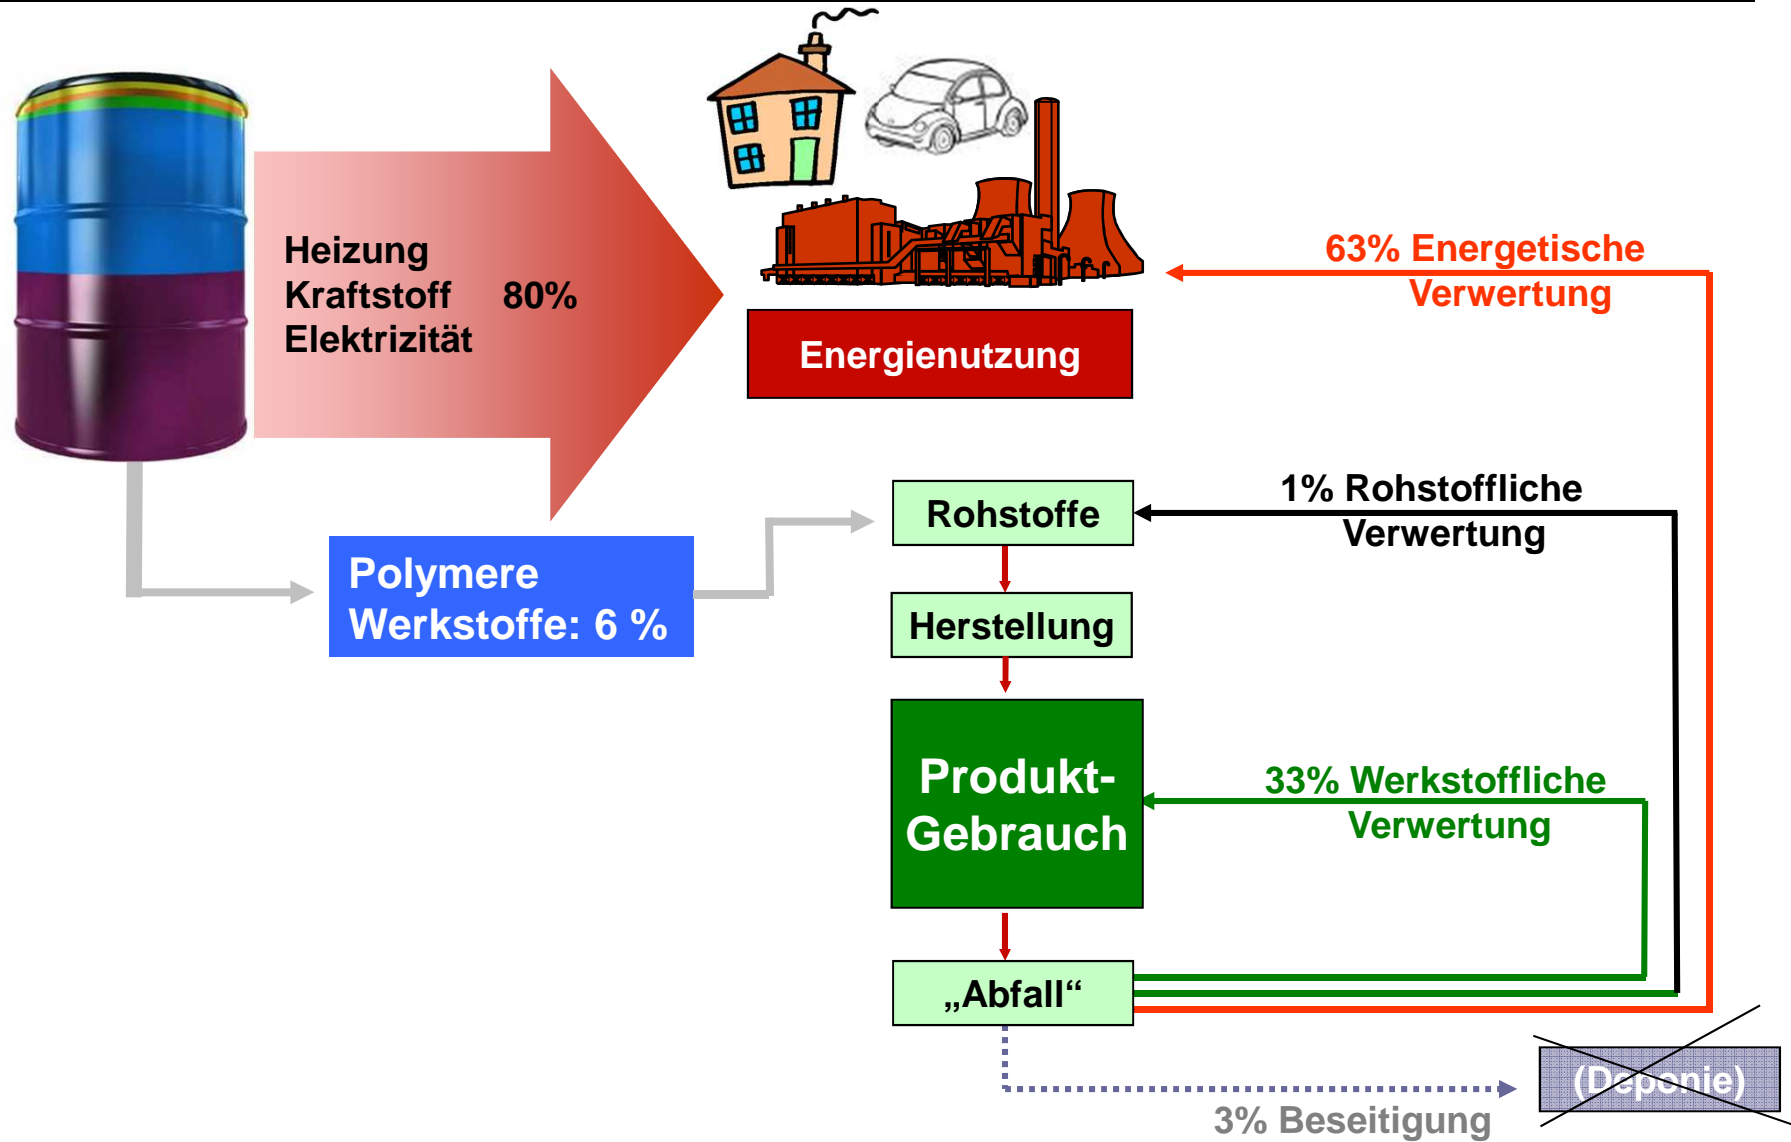 Heizung
Kraftstoff 80%
Elektrizität
Energienutzung
63% Energetische
Verwertung
Polymere
Werkstoffe: 6 %
Rohstoffe
1% Rohstoffliche
Verwertung
Herstellung
Produkt-
Gebrauch
33% Werkstoffliche
Verwertung
„Abfall“
(Deponie)
3% Beseitigung